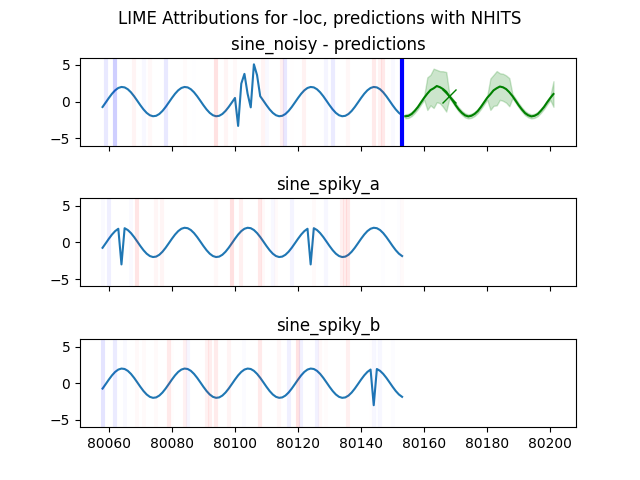 LIME Attributions for -loc, predictions with NHITS
sine_noisy - predictions
5
0
−5
sine_spiky_a
5
0
−5
sine_spiky_b
5
0
−5
80060 80080 80100 80120 80140 80160 80180 80200